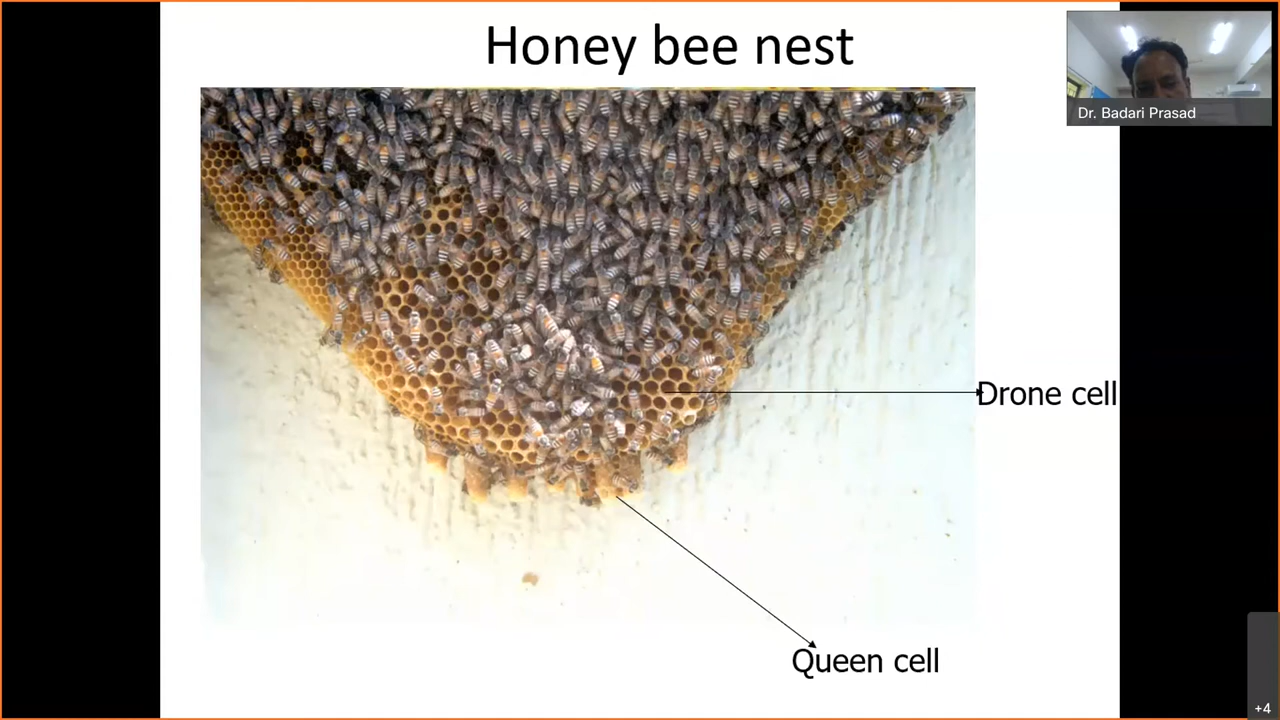 Honey bee nest
Dr. Badari Prasad
Drone cell
Queen cell
+4